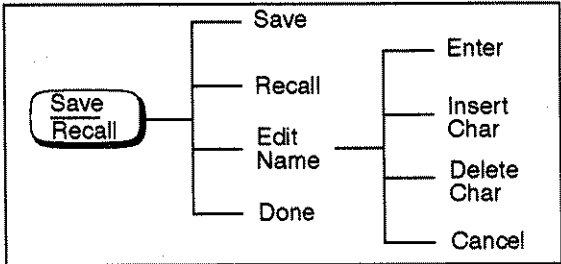 Save
Recall
Save
Recall
Edit
Name
Done
Enter
Insert
Char
Delete
Char
Cancel